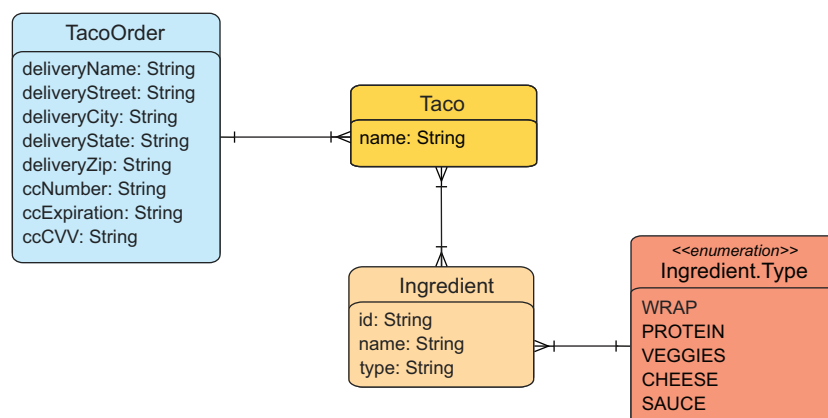 TacoOrder
deliveryName: String
deliveryStreet: String
deliveryCity: String
deliveryState: String
deliveryZip: String
ccNumber: String
ccExpiration: String
ccCVV: String
Taco
name: String
Ingredient
id: String
name: String
type: String
<<enumeration>>
Ingredient.Type
WRAP
PROTEIN
VEGGIES
CHEESE
SAUCE